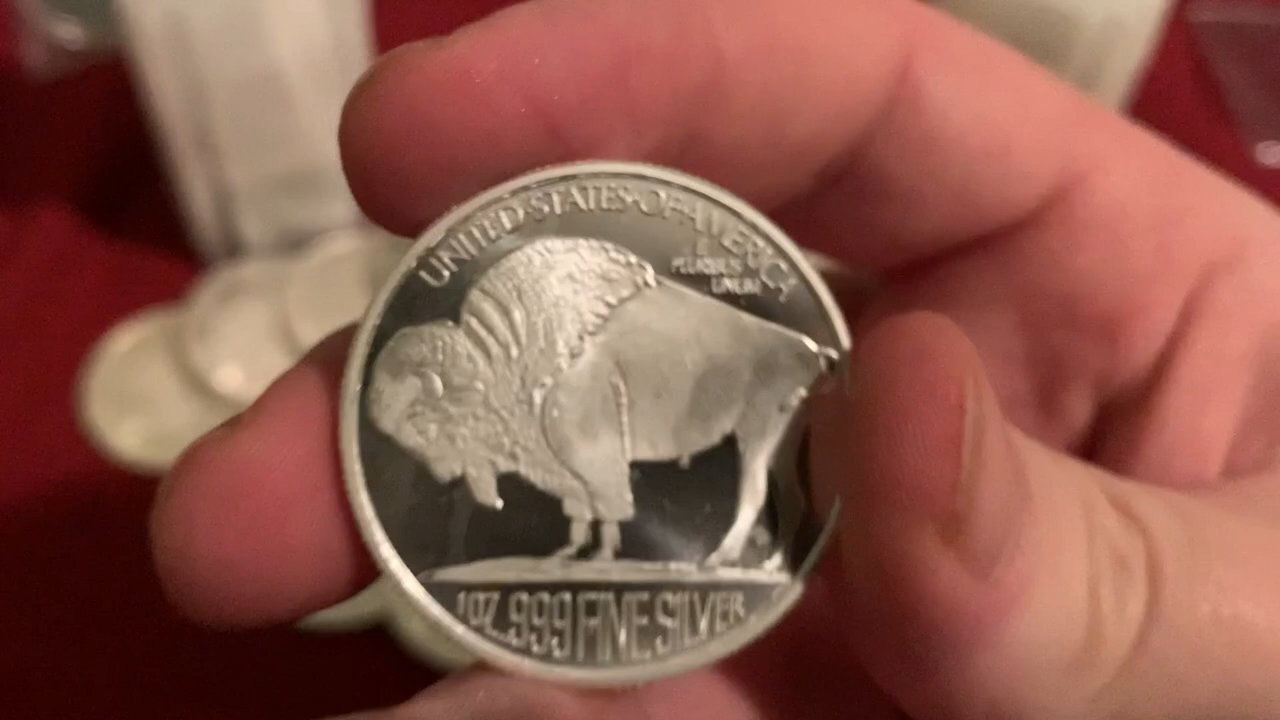 UNITED·STATES·OF·AMERICA
E
PLURIBUS
UNUM
1 OZ. .999 FINE SILVER